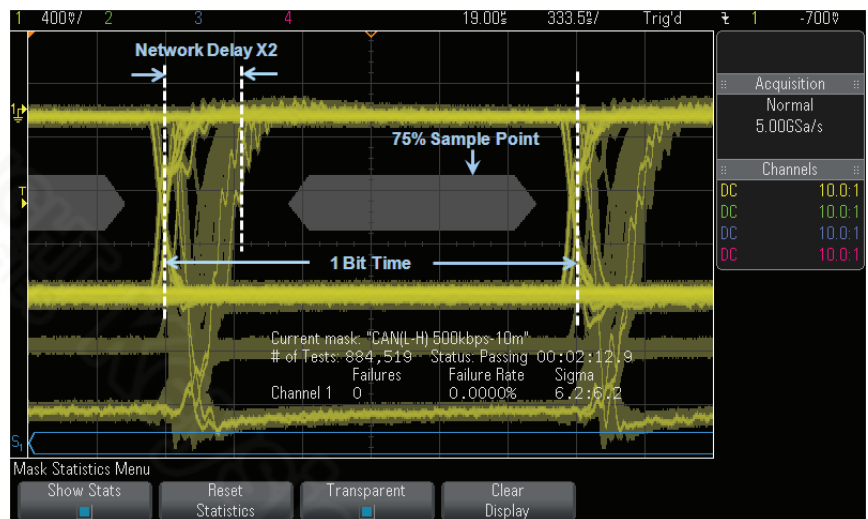 1 400V/ 2 3 4 19.00s 333.5s/ Trig'd 1 -700V
Network Delay X2
Acquisition
Normal
5.00GSa/s
75% Sample Point
Channels
DC 10.0:1
DC 10.0:1
DC 10.0:1
DC 10.0:1
T
1 Bit Time
Current mask: "CAN(L-H) 500kbps-10m"
# of Tests: 884,519 Status: Passing 00:02:12.9
Failures Failure Rate Sigma
Channel 1 0 0.0000% 6.2:6.2
S1
Mask Statistics Menu
Show Stats
Reset Statistics
Transparent
Clear Display